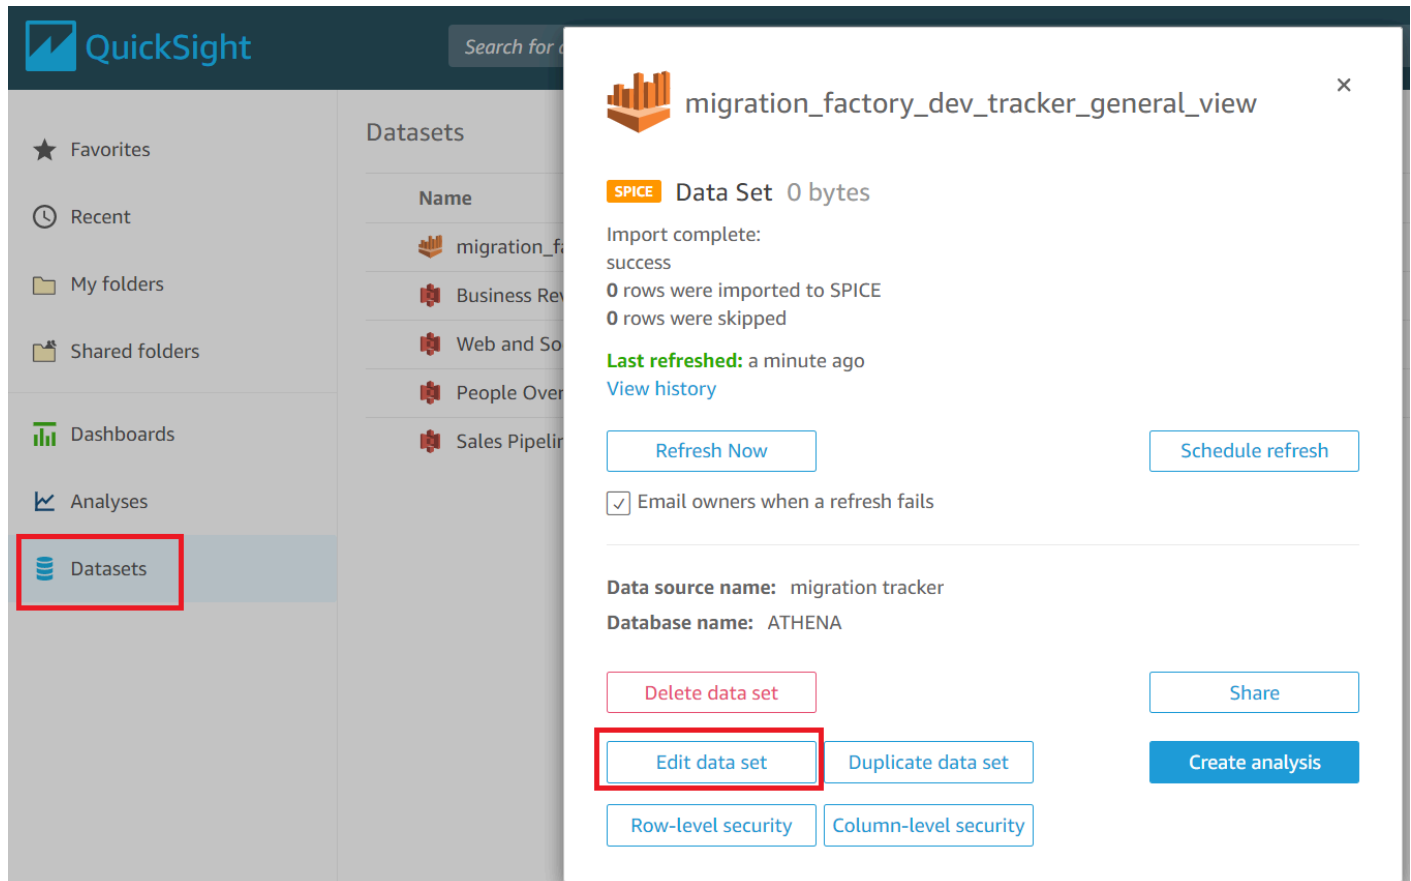 QuickSight
Search for
Favorites
Recent
My folders
Shared folders
Dashboards
Analyses
Datasets
Datasets
Name
migration_fa
Business Rev
Web and So
People Over
Sales Pipelin
migration_factory_dev_tracker_general_view
×
SPICE Data Set 0 bytes
Import complete:
success
0 rows were imported to SPICE
0 rows were skipped
Last refreshed: a minute ago
View history
Refresh Now
Schedule refresh
Email owners when a refresh fails
Data source name: migration tracker
Database name: ATHENA
Delete data set
Share
Edit data set
Duplicate data set
Create analysis
Row-level security
Column-level security